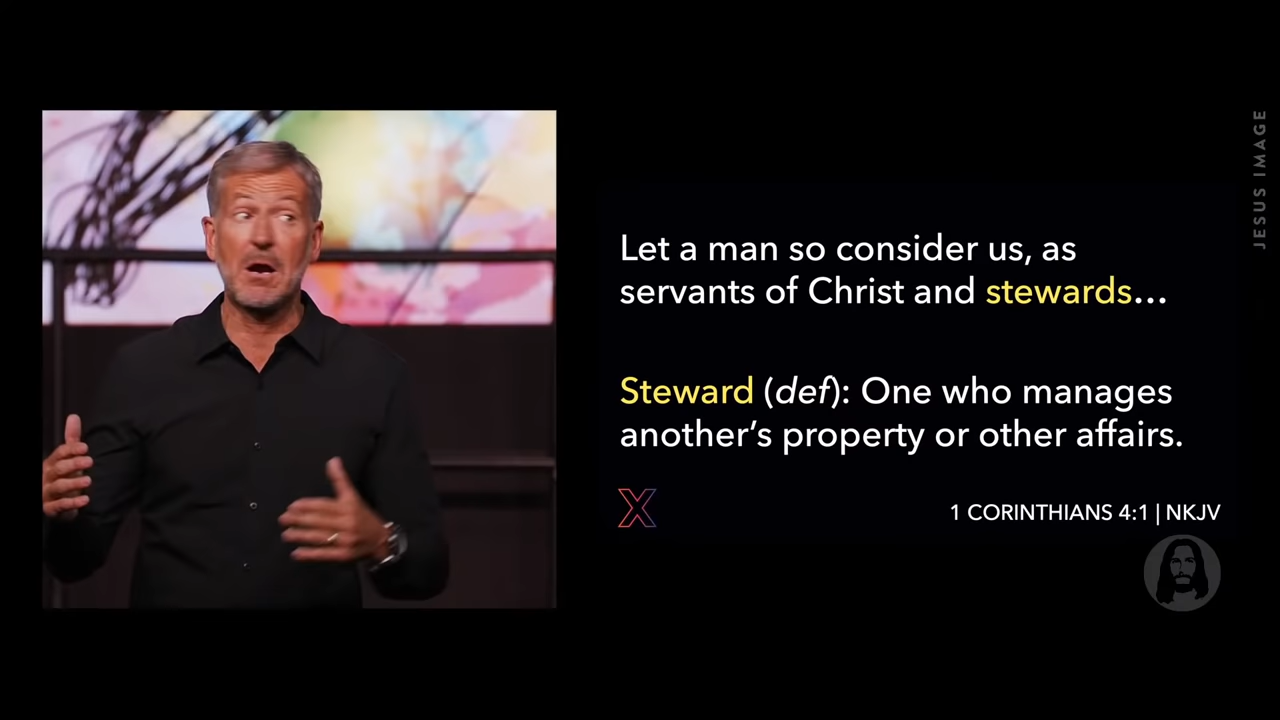 Let a man so consider us, as
servants of Christ and stewards...
Steward (def): One who manages
another’s property or other affairs.
X
1 CORINTHIANS 4:1 | NKJV
JESUS IMAGE